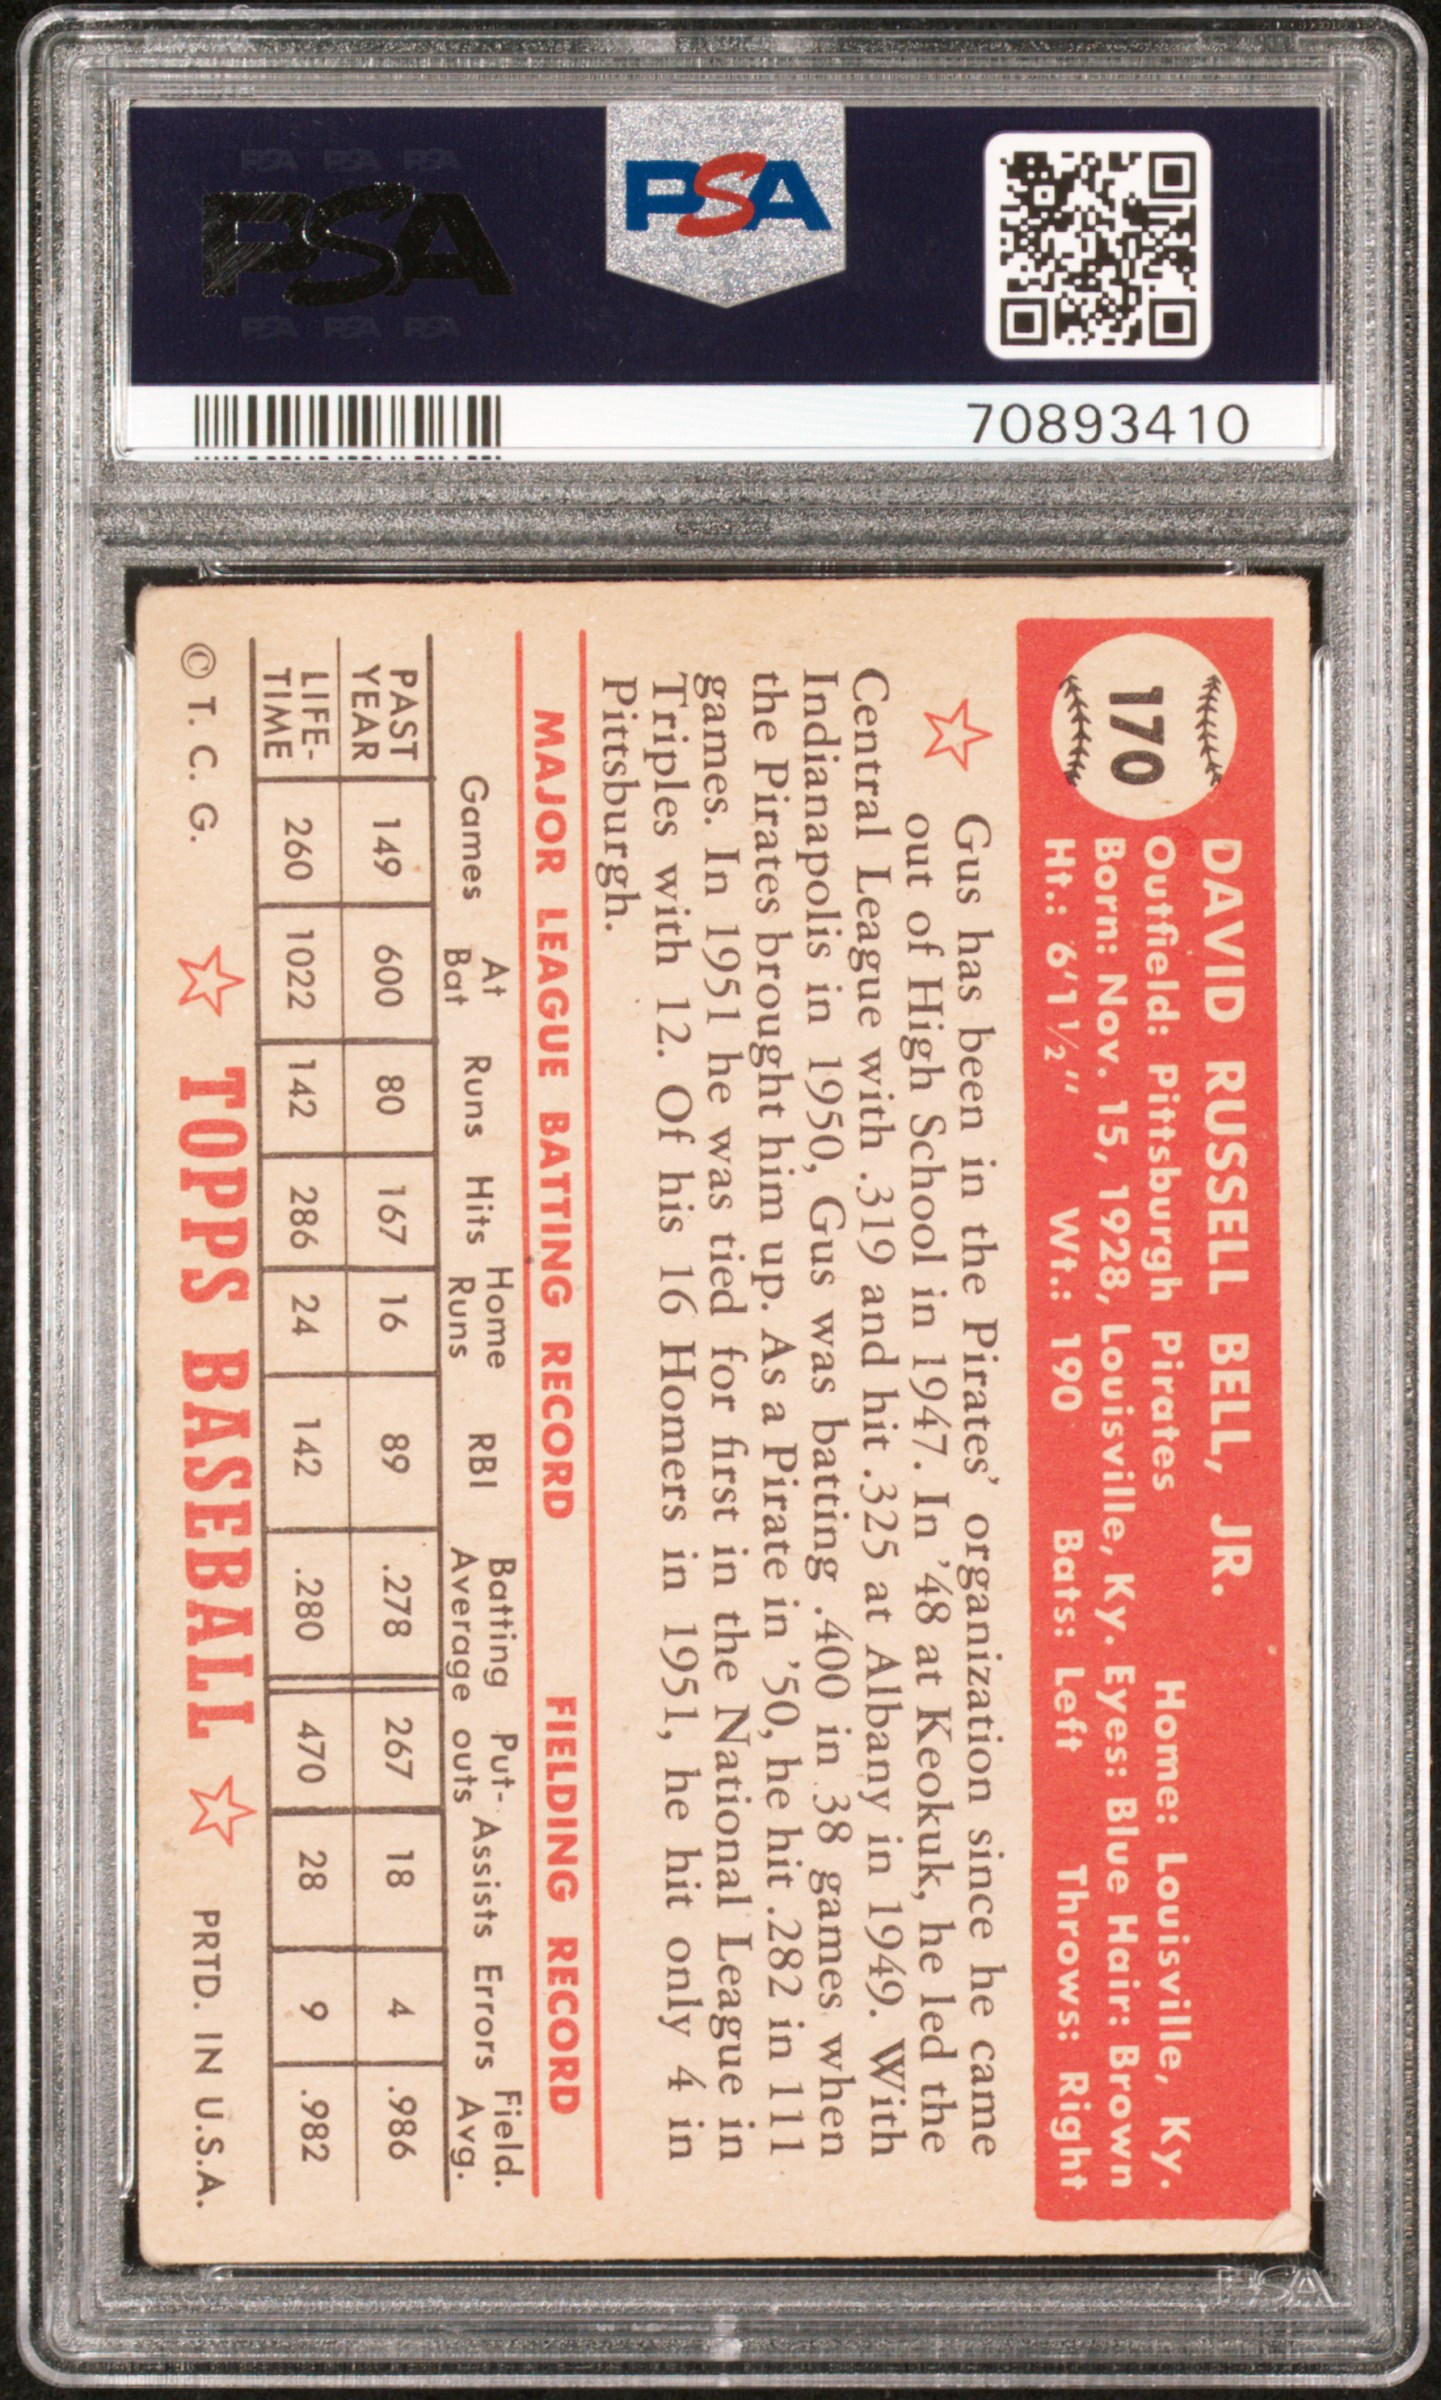 PSA PSA PSA
PSA
PSA PSA PSA
PSA
70893410
170
DAVID RUSSELL BELL, JR.
Outfield: Pittsburgh Pirates Home: Louisville, Ky.
Born: Nov. 15, 1928, Louisville, Ky. Eyes: Blue Hair: Brown
Ht.: 6'1½" Wt.: 190 Bats: Left Throws: Right
Gus has been in the Pirates' organization since he came
out of High School in 1947. In '48 at Keokuk, he led the
Central League with .319 and hit .325 at Albany in 1949. With
Indianapolis in 1950, Gus was batting .400 in 38 games when
the Pirates brought him up. As a Pirate in '50, he hit .282 in 111
games. In 1951 he was tied for first in the National League in
Triples with 12. Of his 16 Homers in 1951, he hit only 4 in
Pittsburgh.
MAJOR LEAGUE BATTING RECORD FIELDING RECORD
Games At Bat Runs Hits Home Runs RBI Batting Average Put-outs Assists Errors Field. Avg.
PAST YEAR 149 600 80 167 16 89 .278 267 18 4 .986
LIFE-TIME 260 1022 142 286 24 142 .280 470 28 9 .982
© T. C. G. TOPPS BASEBALL PRTD. IN U.S.A.
PSA